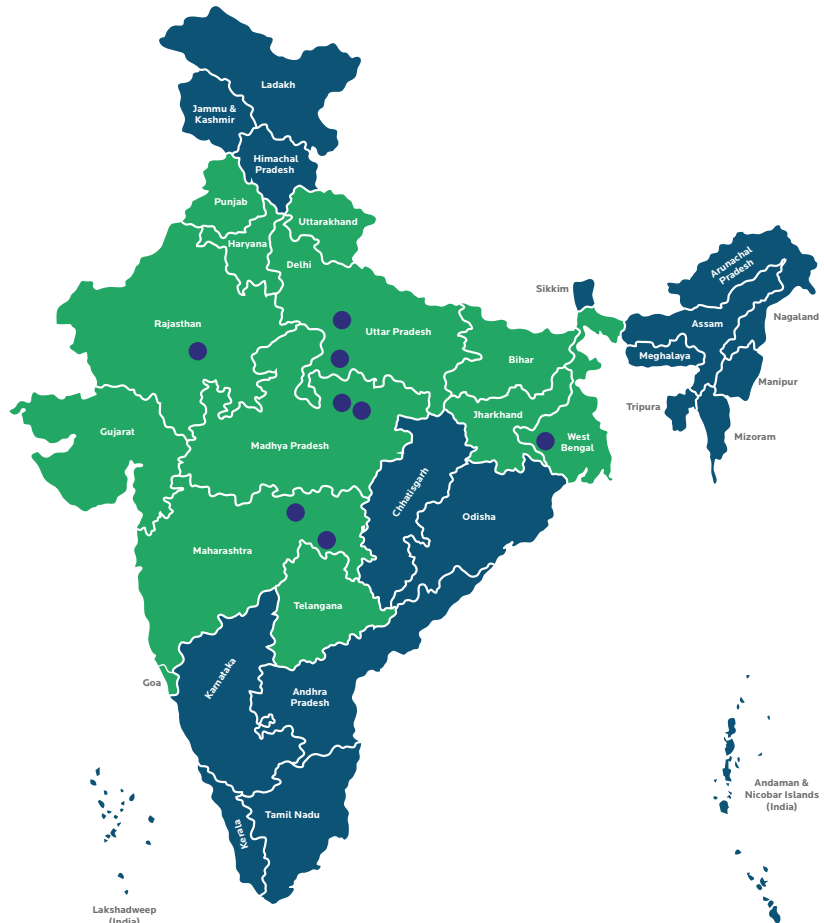 Ladakh
Jammu &
Kashmir
Himachal
Pradesh
Punjab
Uttarakhand
Haryana
Delhi
Arunachal
Pradesh
Sikkim
Nagaland
Rajasthan
Uttar Pradesh
Assam
Bihar
Meghalaya
Manipur
Gujarat
Jharkhand
Tripura
Madhya Pradesh
West
Bengal
Mizoram
Chhatisgarh
Odisha
Maharashtra
Telangana
Goa
Karnataka
Andhra
Pradesh
Andaman &
Nicobar Islands
(India)
Tamil Nadu
Kerala
Lakshadweep
(India)